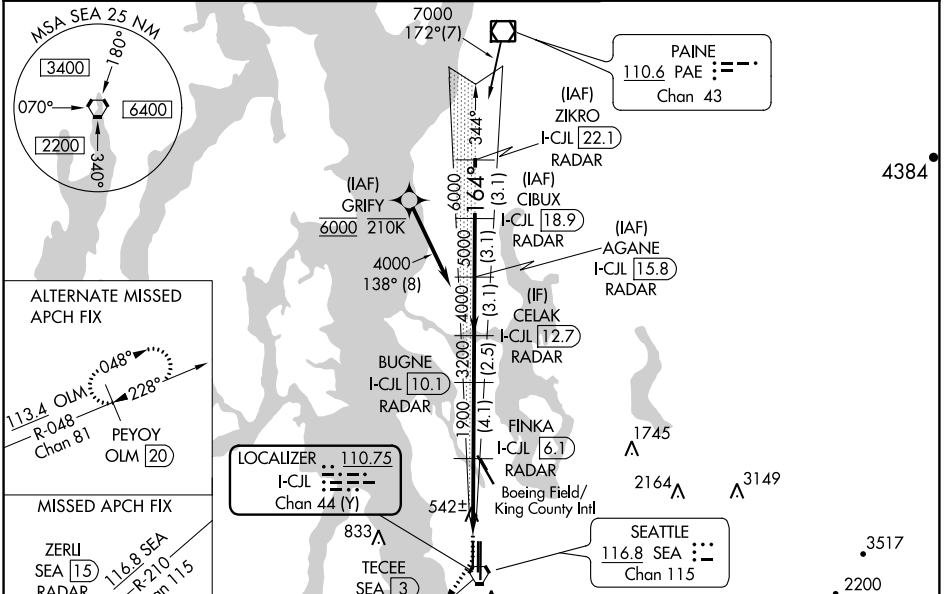 MSA SEA 25 NM
180°
3400
070°
6400
2200
340°
7000
172°(7)
PAINE
110.6 PAE
Chan 43
344°
(IAF)
ZIKRO
I-CJL 22.1
RADAR
4384
6000
164°
(3.1)
(IAF)
CIBUX
I-CJL 18.9
RADAR
(IAF)
GRIFY
6000 210K
4000
138° (8)
5000
(3.1)
(IAF)
AGANE
I-CJL 15.8
RADAR
4000
(3.1)
(IF)
CELAK
I-CJL 12.7
RADAR
3200
(2.5)
BUGNE
I-CJL 10.1
RADAR
1900
(4.1)
FINKA
I-CJL 6.1
RADAR
Boeing Field/
King County Intl
ALTERNATE MISSED
APCH FIX
048°
228°
113.4 OLM
R-048
Chan 81
PEYOY
OLM 20
LOCALIZER 110.75
I-CJL
Chan 44 (Y)
1745
2164
3149
542±
833
MISSED APCH FIX
ZERLI
SEA 15
RADAR
116.8 SEA
R-210
Chan 115
TECEE
SEA 3
SEATTLE
116.8 SEA
Chan 115
3517
2200